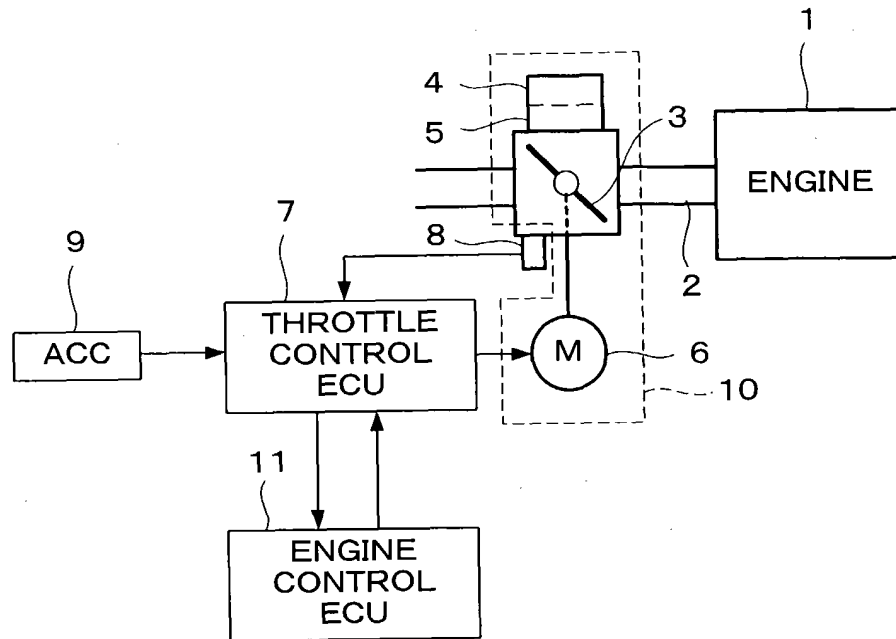 1
4
5
3
ENGINE
8
2
9
7
ACC
THROTTLE
CONTROL
ECU
M
6
10
11
ENGINE
CONTROL
ECU